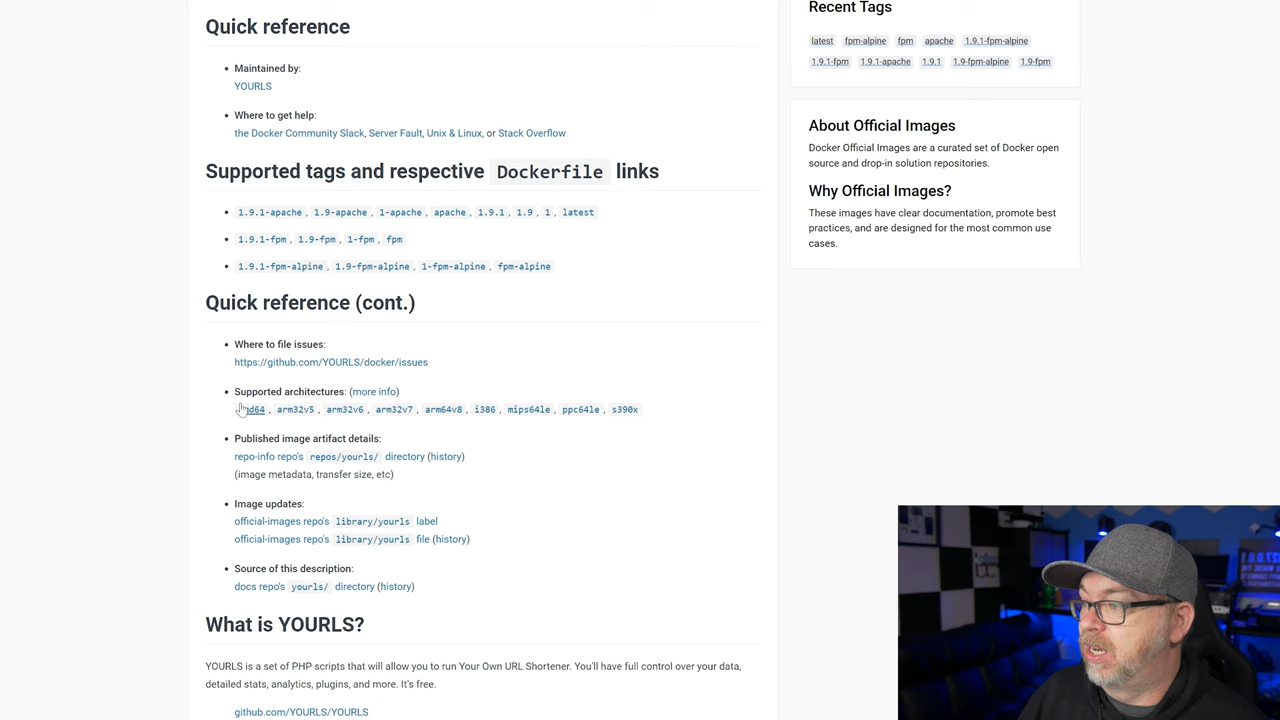 Quick reference
Maintained by:
YOURLS
Where to get help:
the Docker Community Slack, Server Fault, Unix & Linux, or Stack Overflow
Supported tags and respective Dockerfile links
1.9.1-apache , 1.9-apache , 1-apache , apache , 1.9.1 , 1.9 , 1 , latest
1.9.1-fpm , 1.9-fpm , 1-fpm , fpm
1.9.1-fpm-alpine , 1.9-fpm-alpine , 1-fpm-alpine , fpm-alpine
Quick reference (cont.)
Where to file issues:
https://github.com/YOURLS/docker/issues
Supported architectures: (more info)
arm32v5 , arm32v6 , arm32v7 , arm64v8 , i386 , mips64le , ppc64le , s390x
Published image artifact details:
repo-info repo's repos/yourls/ directory (history)
(image metadata, transfer size, etc)
Image updates:
official-images repo's library/yourls label
official-images repo's library/yourls file (history)
Source of this description:
docs repo's yourls/ directory (history)
What is YOURLS?
YOURLS is a set of PHP scripts that will allow you to run Your Own URL Shortener. You'll have full control over your data,
detailed stats, analytics, plugins, and more. It's free.
github.com/YOURLS/YOURLS
Recent Tags
latest fpm-alpine fpm apache 1.9.1-fpm-alpine
1.9.1-fpm 1.9.1-apache 1.9.1 1.9-fpm-alpine 1.9-fpm
About Official Images
Docker Official Images are a curated set of Docker open
source and drop-in solution repositories.
Why Official Images?
These images have clear documentation, promote best
practices, and are designed for the most common use
cases.